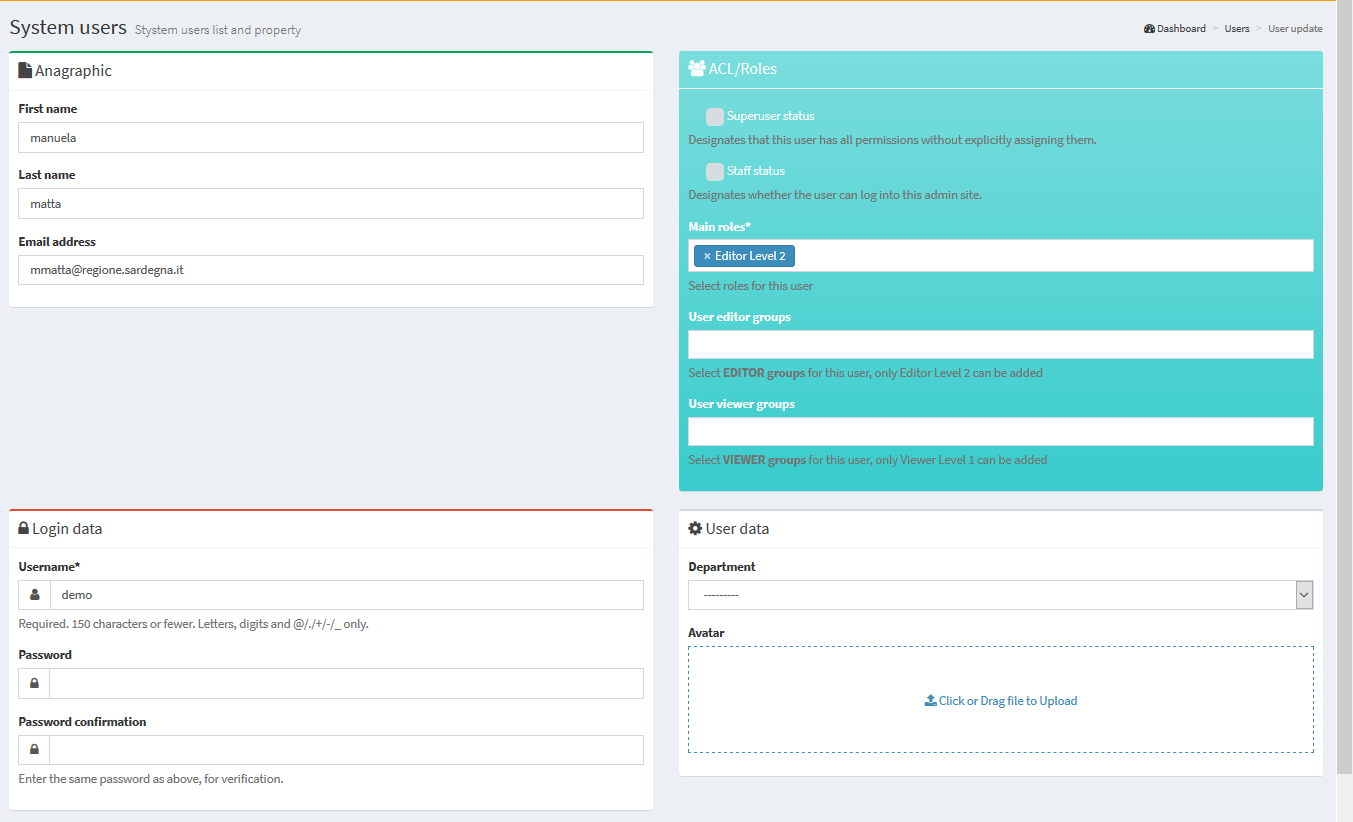 System users Stystem users list and property
Dashboard > Users > User update
Anagraphic
First name
manuela
Last name
matta
Email address
mmatta@regione.sardegna.it
ACL/Roles
Superuser status
Designates that this user has all permissions without explicitly assigning them.
Staff status
Designates whether the user can log into this admin site.
Main roles*
× Editor Level 2
Select roles for this user
User editor groups
Select EDITOR groups for this user, only Editor Level 2 can be added
User viewer groups
Select VIEWER groups for this user, only Viewer Level 1 can be added
Login data
Username*
demo
Required. 150 characters or fewer. Letters, digits and @/./+/-/_ only.
Password
Password confirmation
Enter the same password as above, for verification.
User data
Department
---------
Avatar
Click or Drag file to Upload